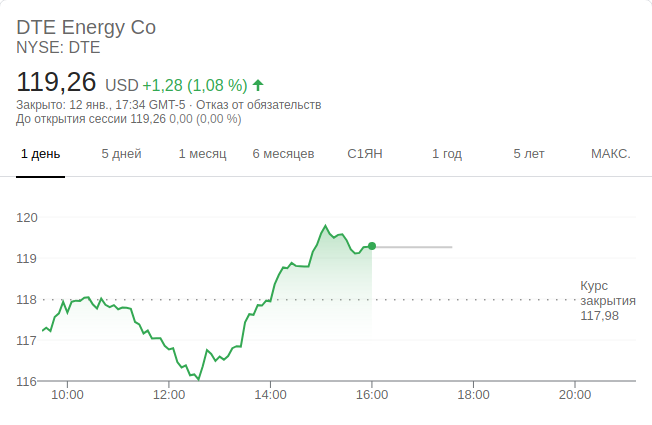 DTE Energy Co
NYSE: DTE
119,26 USD +1,28 (1,08 %)
Закрыто: 12 янв., 17:34 GMT-5 · Отказ от обязательств
До открытия сессии 119,26 0,00 (0,00 %)
1 день 5 дней 1 месяц 6 месяцев С1ЯН 1 год 5 лет МАКС.
120
119
118
117
116
Курс
закрытия
117,98
10:00 12:00 14:00 16:00 18:00 20:00